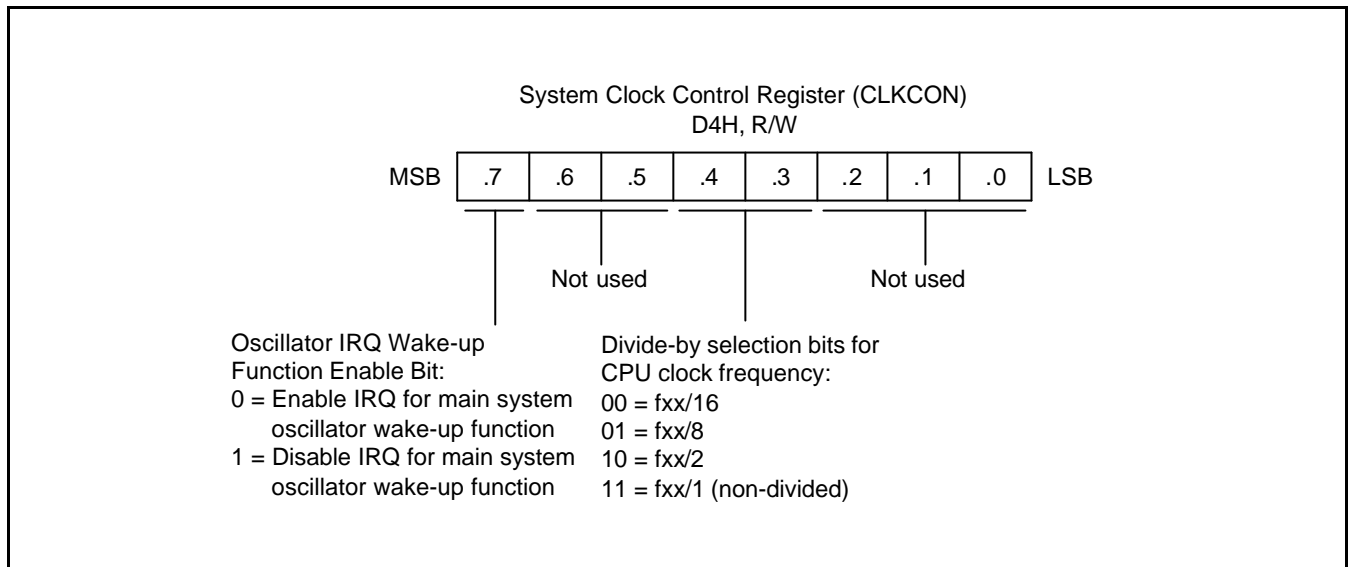 System Clock Control Register (CLKCON)
D4H, R/W
MSB .7 .6 .5 .4 .3 .2 .1 .0 LSB
Not used Not used
Oscillator IRQ Wake-up
Function Enable Bit:
0 = Enable IRQ for main system
oscillator wake-up function
1 = Disable IRQ for main system
oscillator wake-up function
Divide-by selection bits for
CPU clock frequency:
00 = fxx/16
01 = fxx/8
10 = fxx/2
11 = fxx/1 (non-divided)